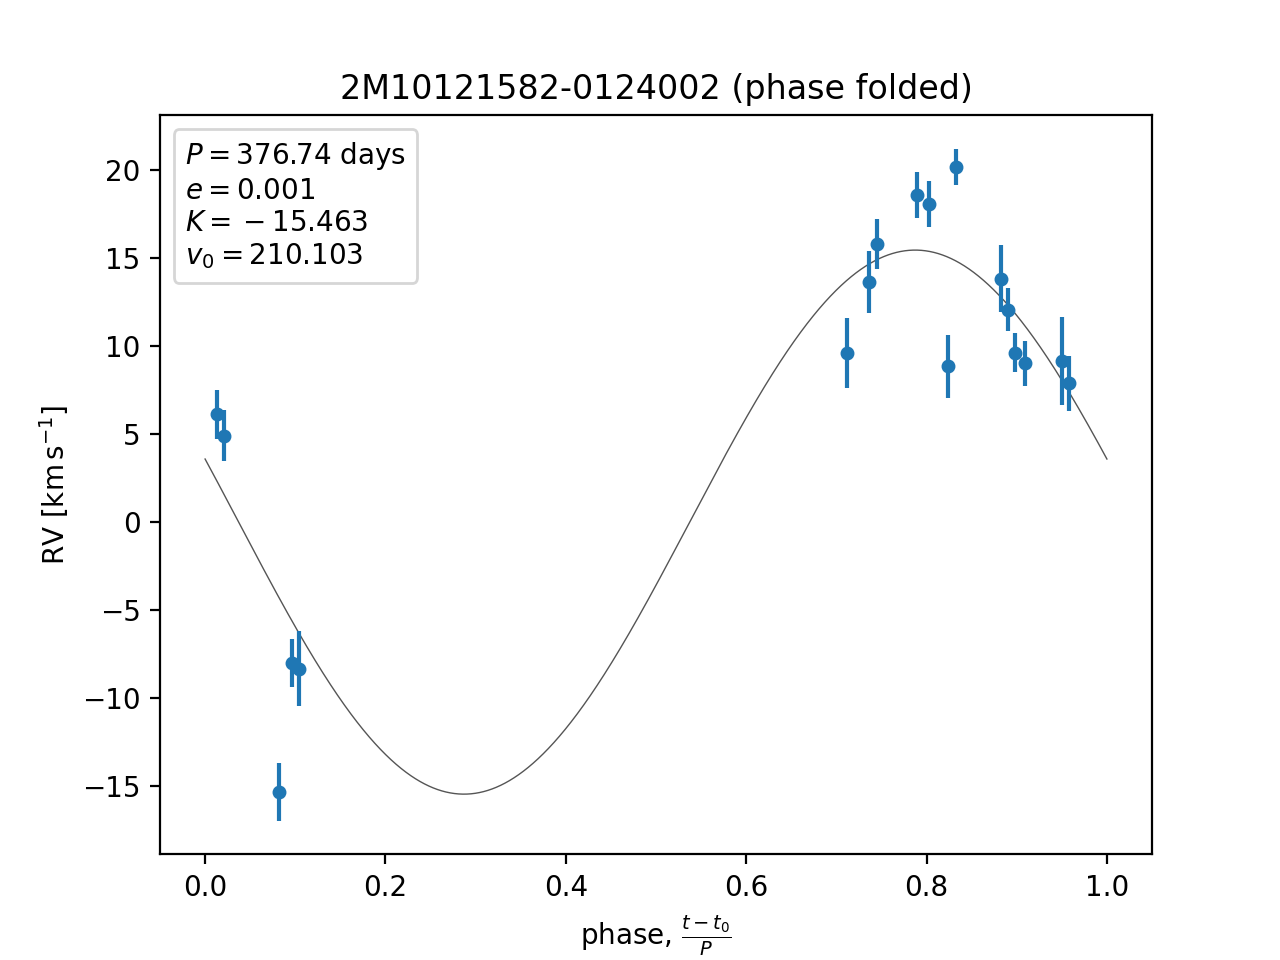 2M10121582-0124002 (phase folded)
P = 376.74 days
e = 0.001
K = −15.463
v₀ = 210.103
RV [km s⁻¹]
20
15
10
5
0
−5
−10
−15
0.0 0.2 0.4 0.6 0.8 1.0
phase, (t − t₀)/P